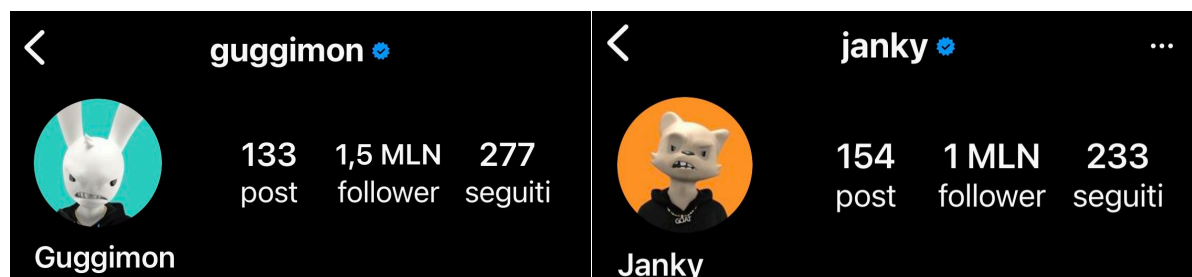 guggimon
133 1,5 MLN 277
post follower seguiti
Guggimon
janky
154 1 MLN 233
post follower seguiti
Janky